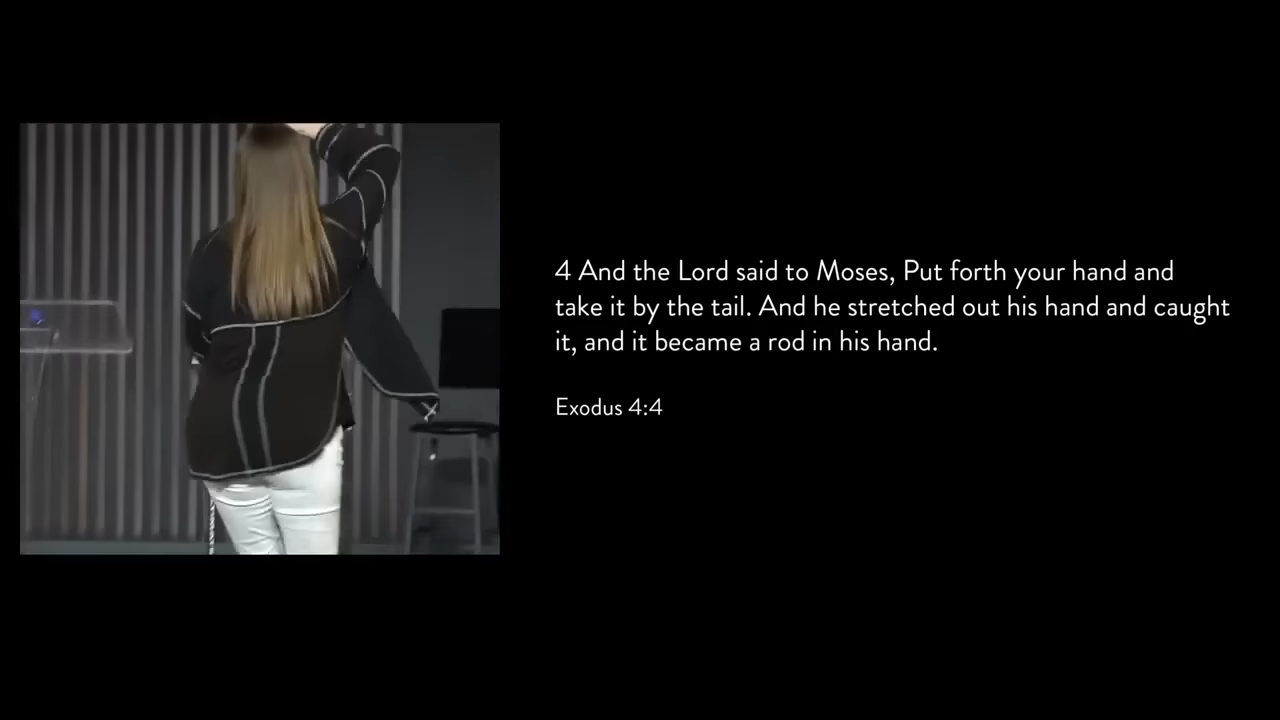 4 And the Lord said to Moses, Put forth your hand and
take it by the tail. And he stretched out his hand and caught
it, and it became a rod in his hand.
Exodus 4:4